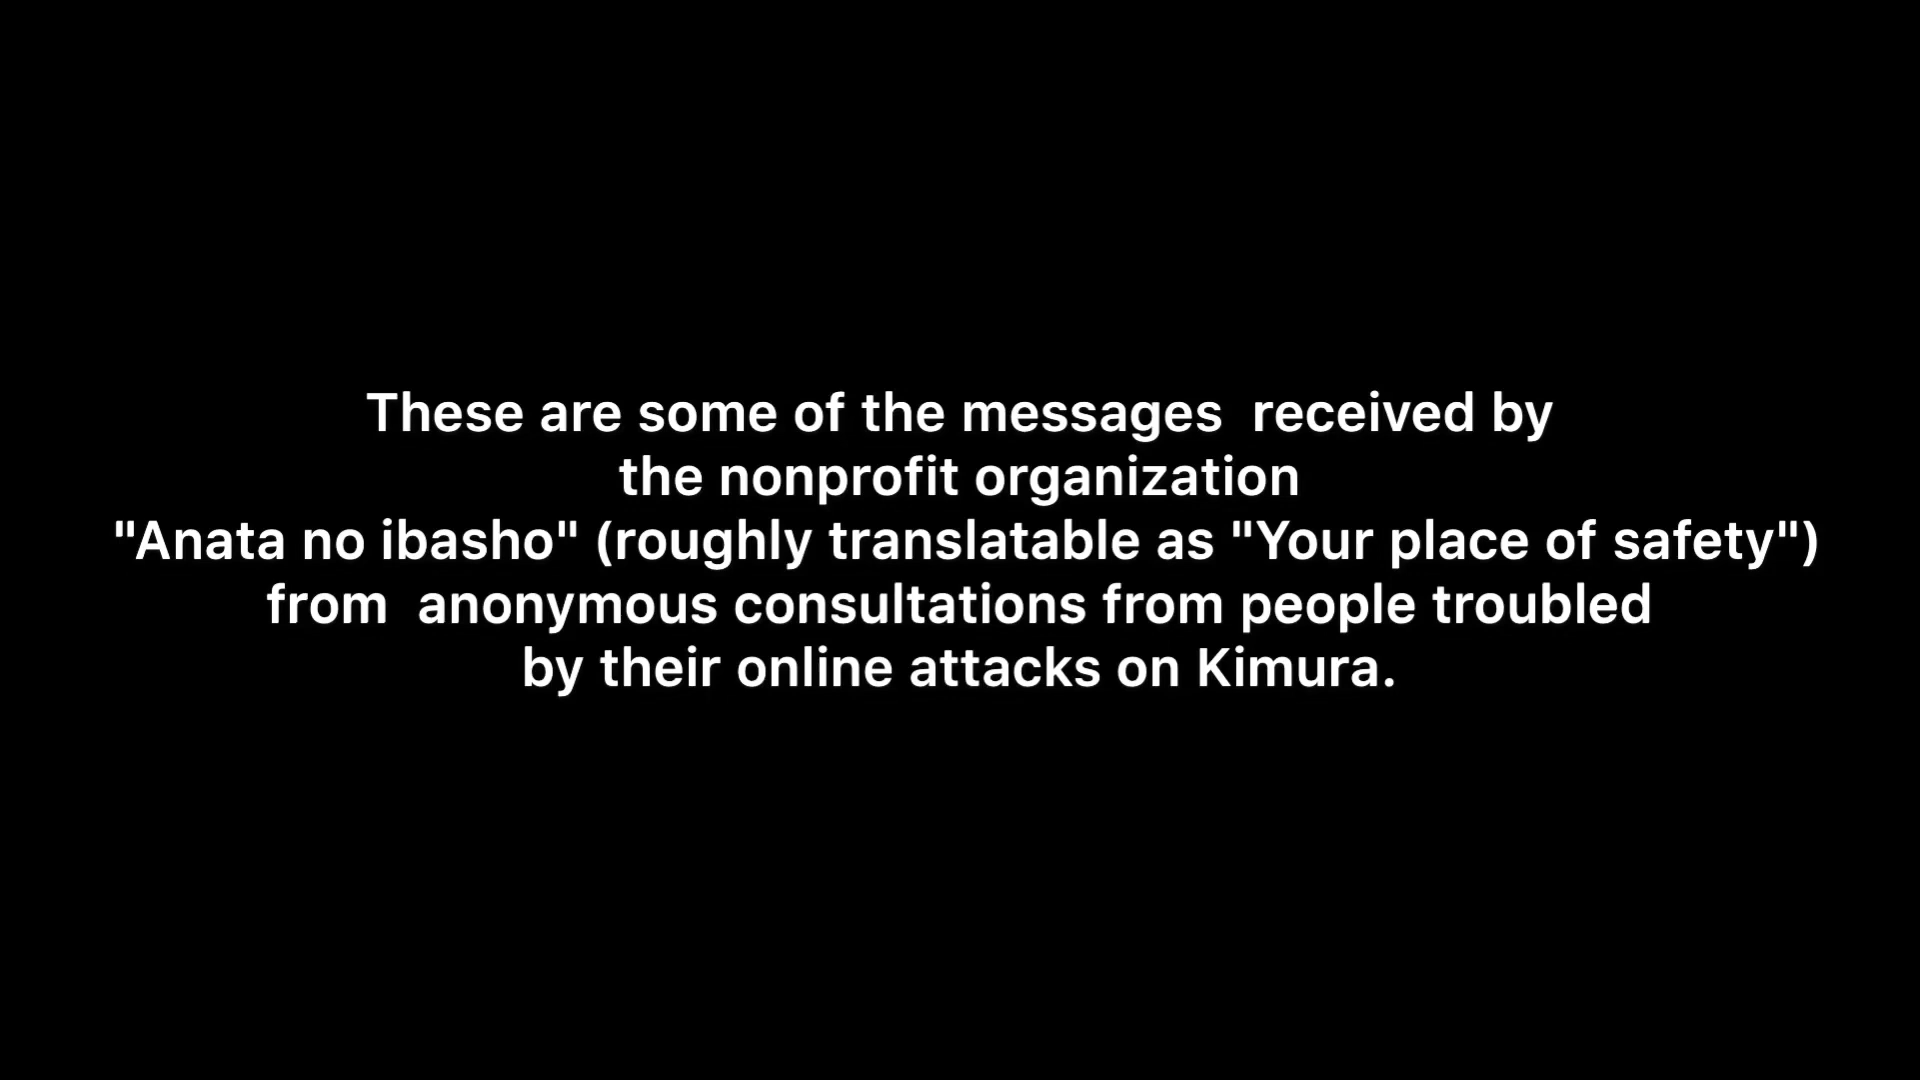 These are some of the messages  received by
the nonprofit organization
"Anata no ibasho" (roughly translatable as "Your place of safety")
from  anonymous consultations from people troubled
by their online attacks on Kimura.